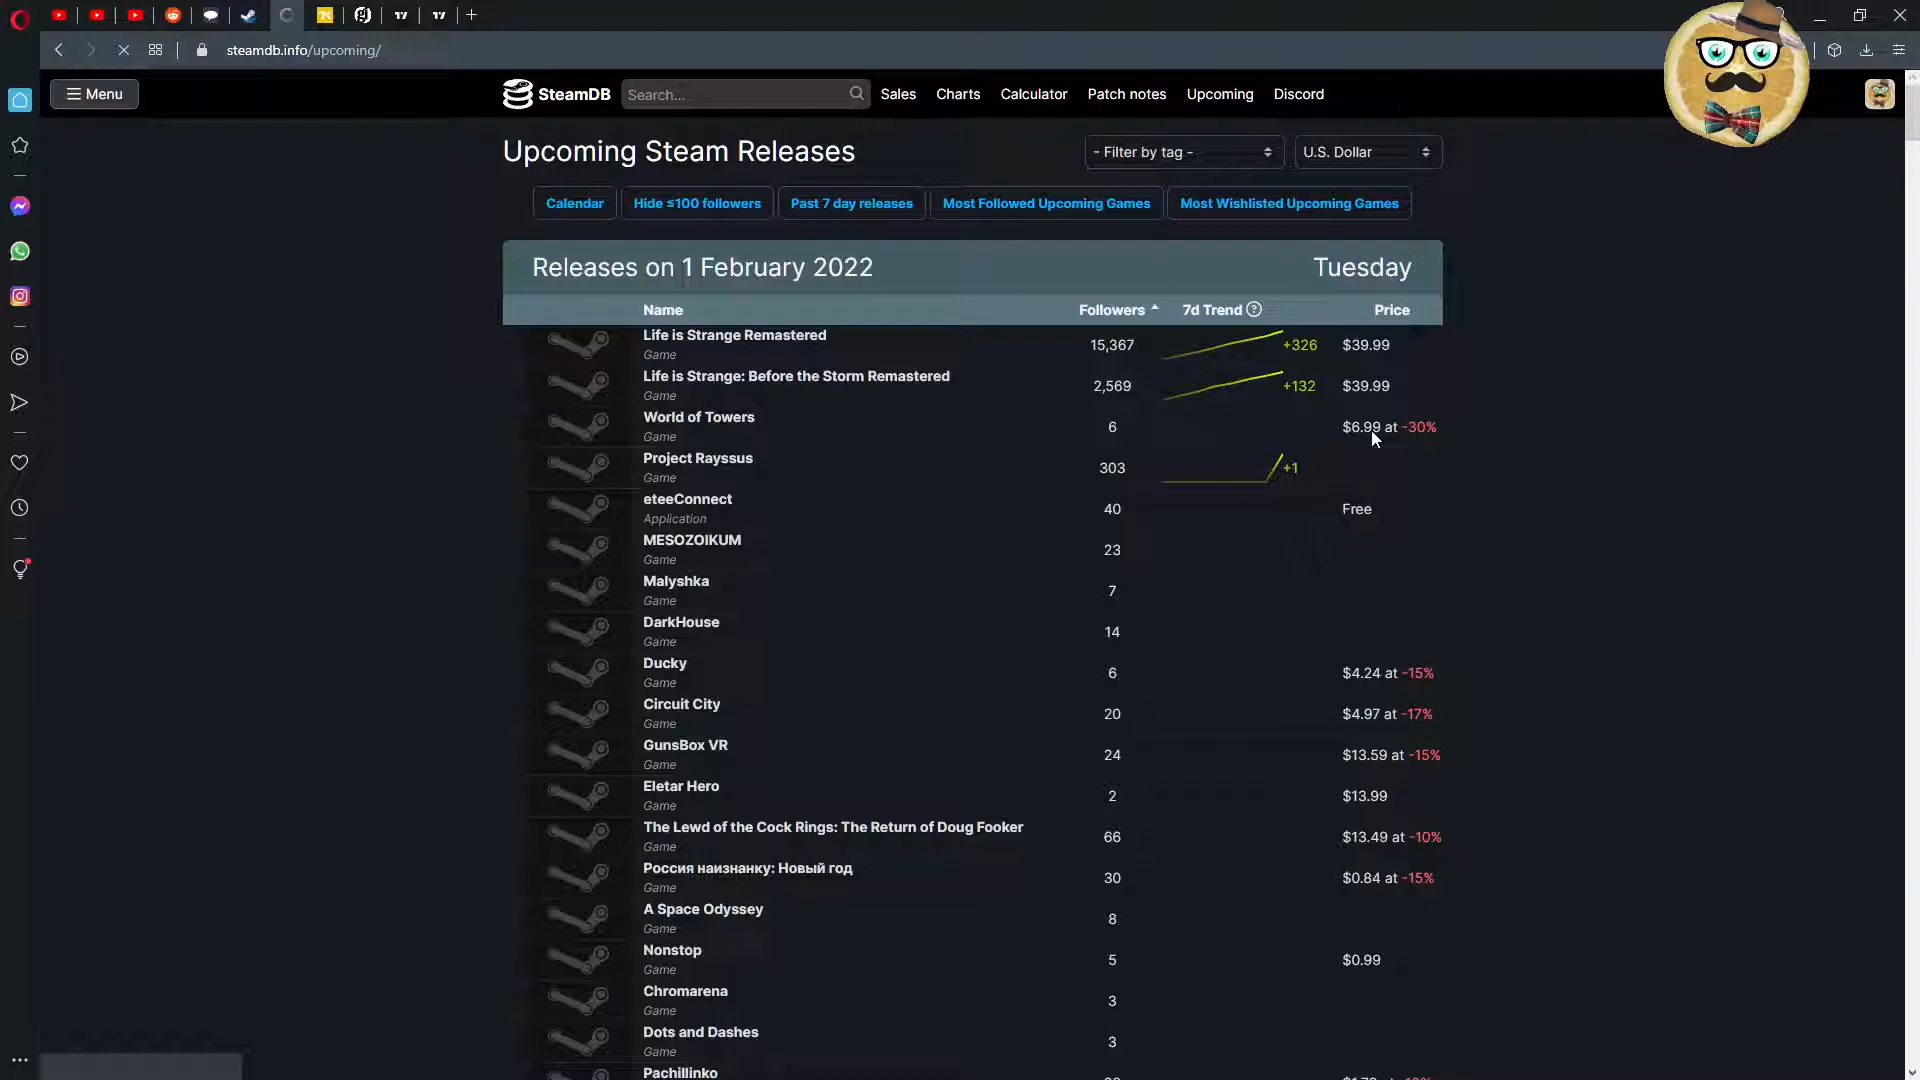 steamdb.info/upcoming/
Menu
SteamDB
Search...
Sales
Charts
Calculator
Patch notes
Upcoming
Discord
Upcoming Steam Releases
- Filter by tag -
U.S. Dollar
Calendar
Hide ≤100 followers
Past 7 day releases
Most Followed Upcoming Games
Most Wishlisted Upcoming Games
Releases on 1 February 2022 Tuesday
Name Followers 7d Trend ? Price
Life is Strange Remastered
Game
15,367 +326 $39.99
Life is Strange: Before the Storm Remastered
Game
2,569 +132 $39.99
World of Towers
Game
6 $6.99 at -30%
Project Rayssus
Game
303 +1
eteeConnect
Application
40 Free
MESOZOIKUM
Game
23
Malyshka
Game
7
DarkHouse
Game
14
Ducky
Game
6 $4.24 at -15%
Circuit City
Game
20 $4.97 at -17%
GunsBox VR
Game
24 $13.59 at -15%
Eletar Hero
Game
2 $13.99
The Lewd of the Cock Rings: The Return of Doug Fooker
Game
66 $13.49 at -10%
Россия наизнанку: Новый год
Game
30 $0.84 at -15%
A Space Odyssey
Game
8
Nonstop
Game
5 $0.99
Chromarena
Game
3
Dots and Dashes
Game
3
Pachillinko